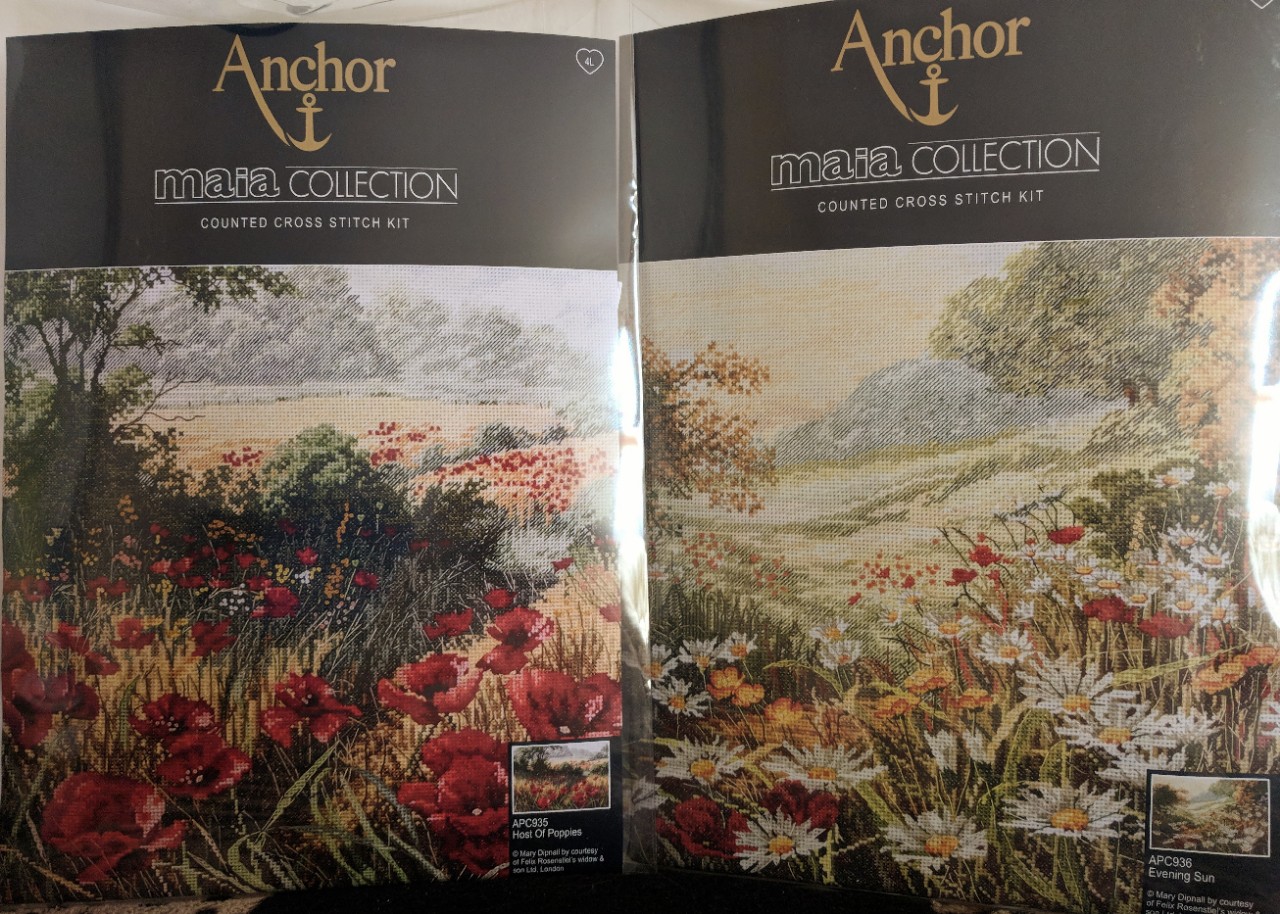 Anchor
4L
maia COLLECTION
COUNTED CROSS STITCH KIT
APC935
Host Of Poppies
© Mary Dipnall by courtesy
of Felix Rosenstiel's widow &
son Ltd. London
Anchor
maia COLLECTION
COUNTED CROSS STITCH KIT
APC936
Evening Sun
© Mary Dipnall by courtesy
of Felix Rosenstiel's widow &
son Ltd.